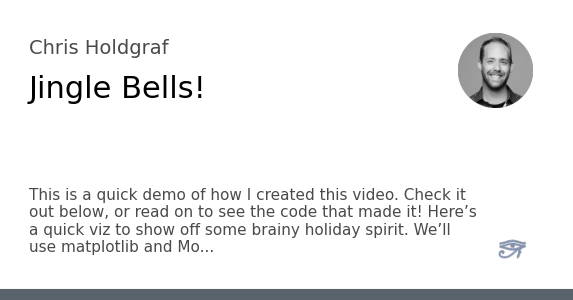 Chris Holdgraf
Jingle Bells!
This is a quick demo of how I created this video. Check it
out below, or read on to see the code that made it! Here’s
a quick viz to show off some brainy holiday spirit. We’ll
use matplotlib and Mo...